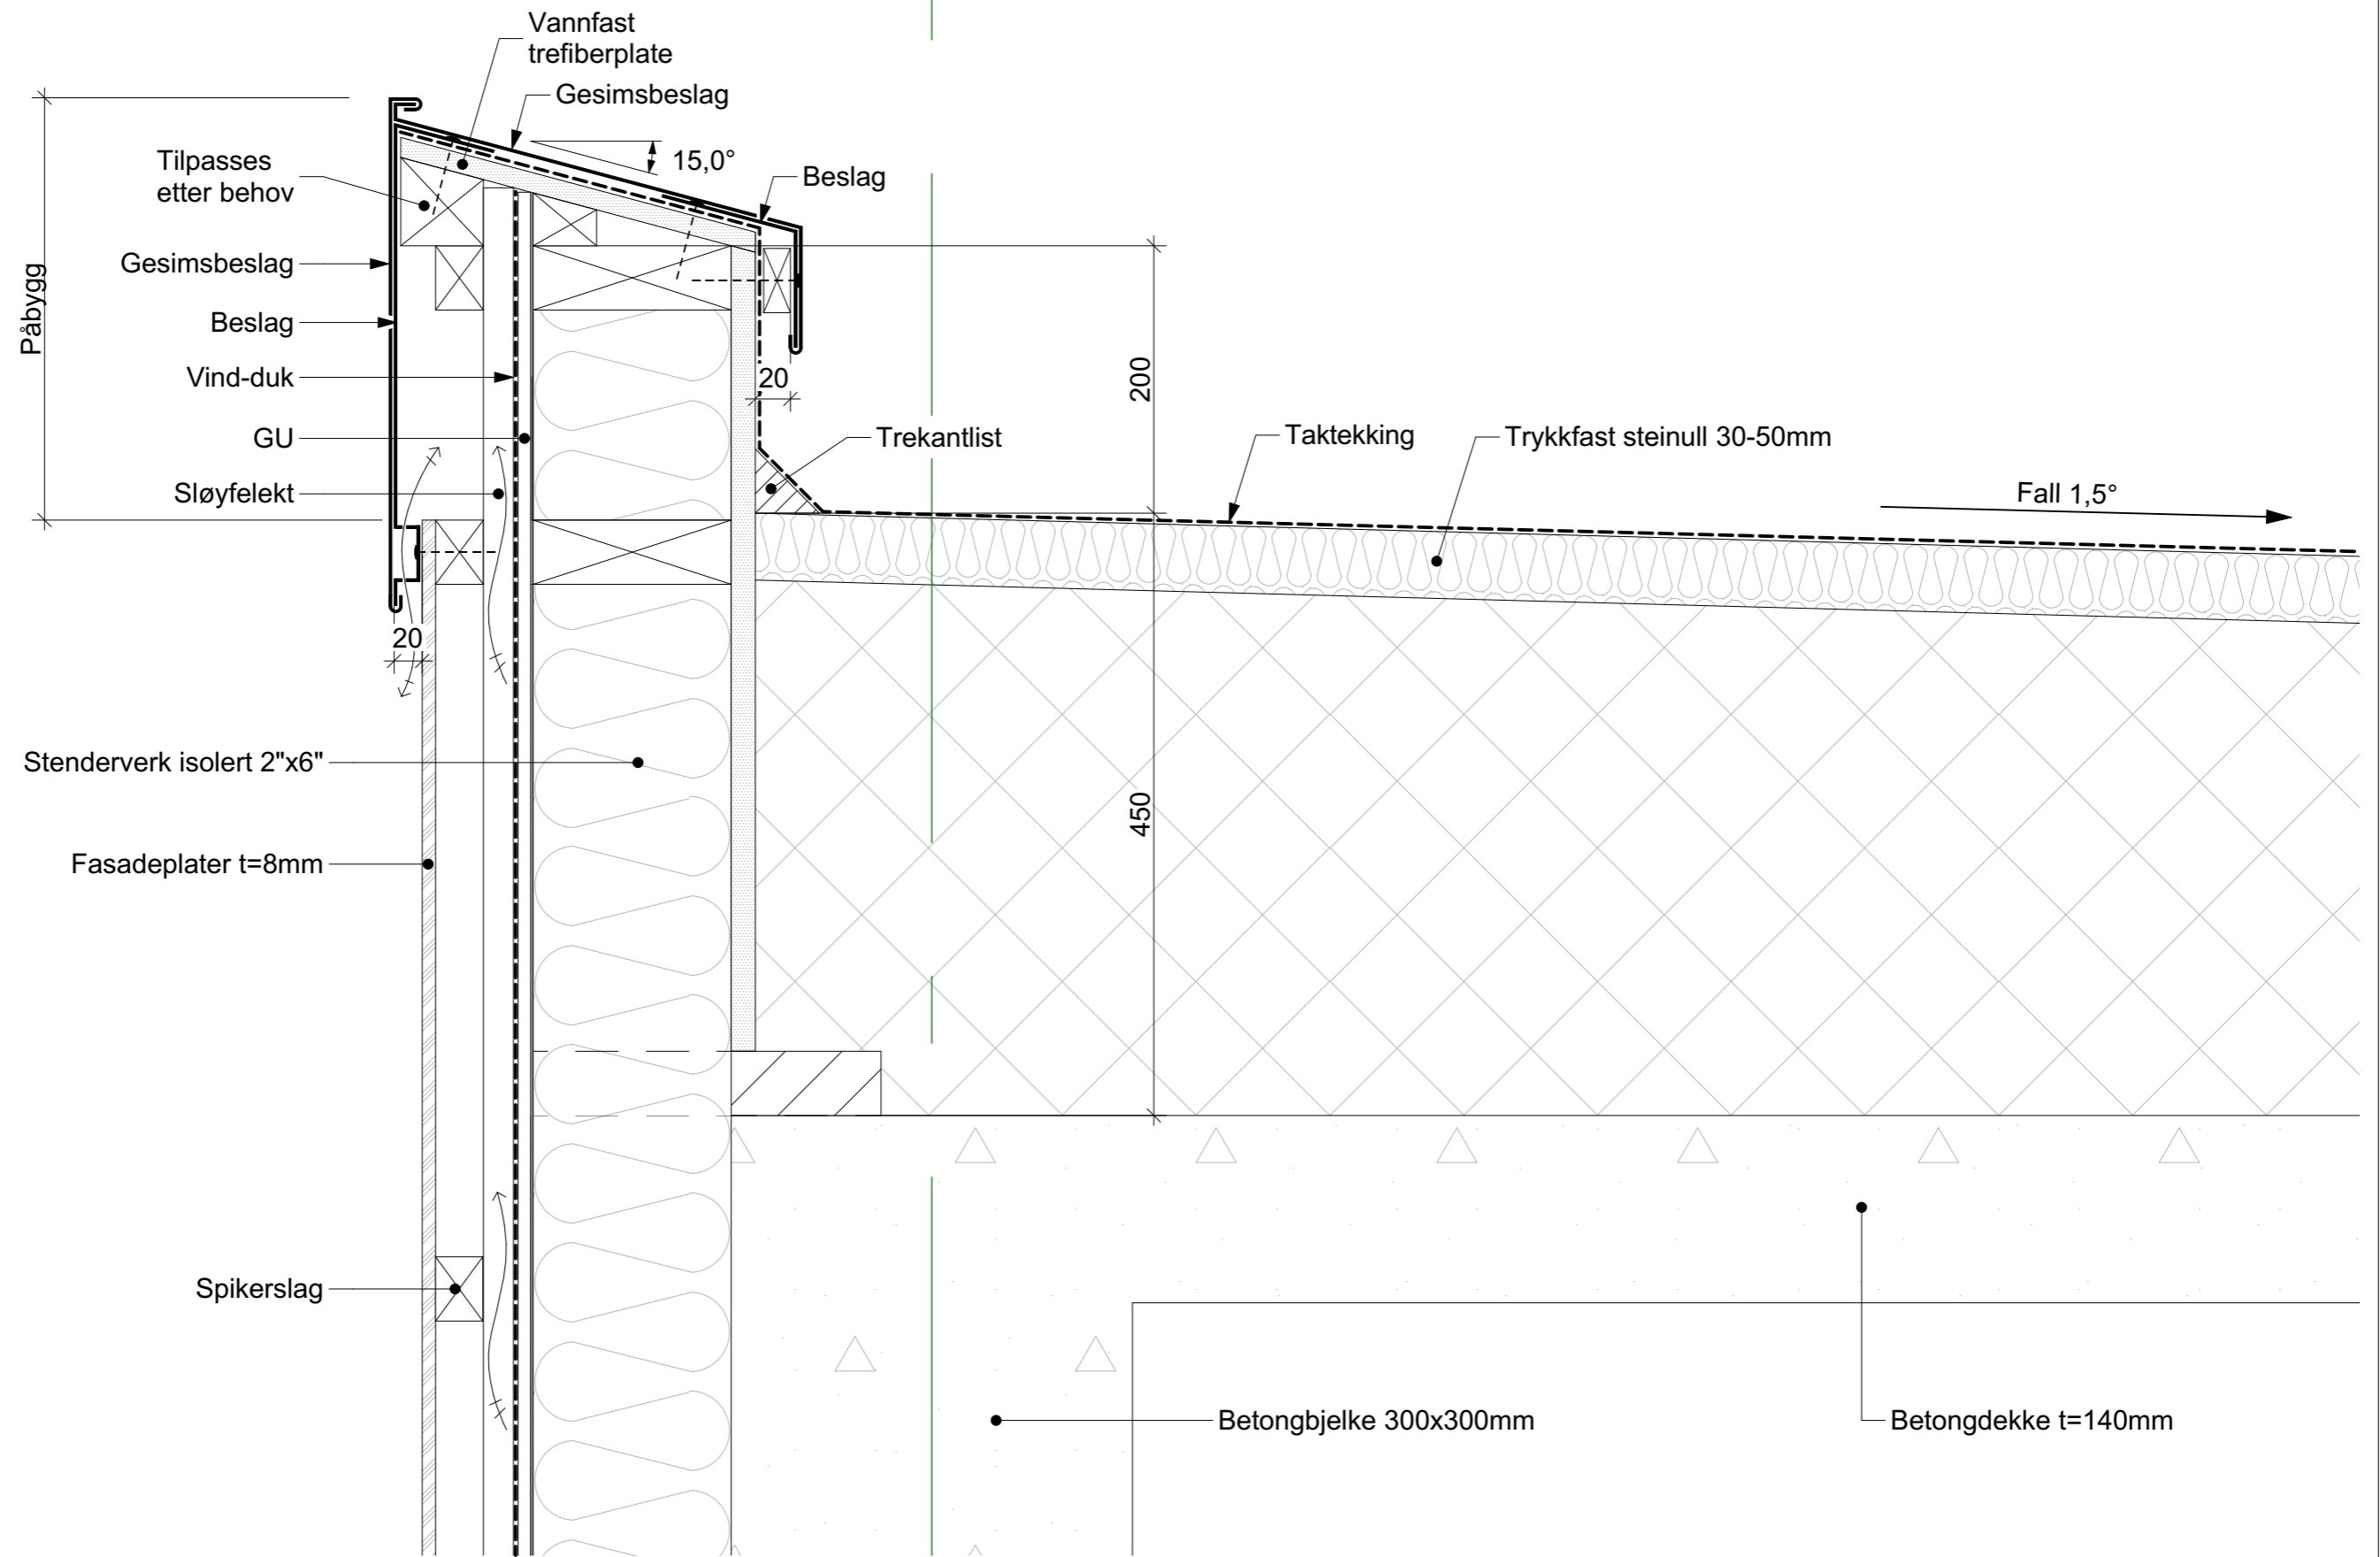 Vannfast
trefiberplate
Gesimsbeslag
15,0°
Tilpasses
etter behov
Beslag
Gesimsbeslag
Påbygg
Beslag
Vind-duk
20
200
GU
Trekantlist
Taktekking
Trykkfast steinull 30-50mm
Sløyfelekt
Fall 1,5°
20
Stenderverk isolert 2"x6"
450
Fasadeplater t=8mm
Spikerslag
Betongbjelke 300x300mm
Betongdekke t=140mm